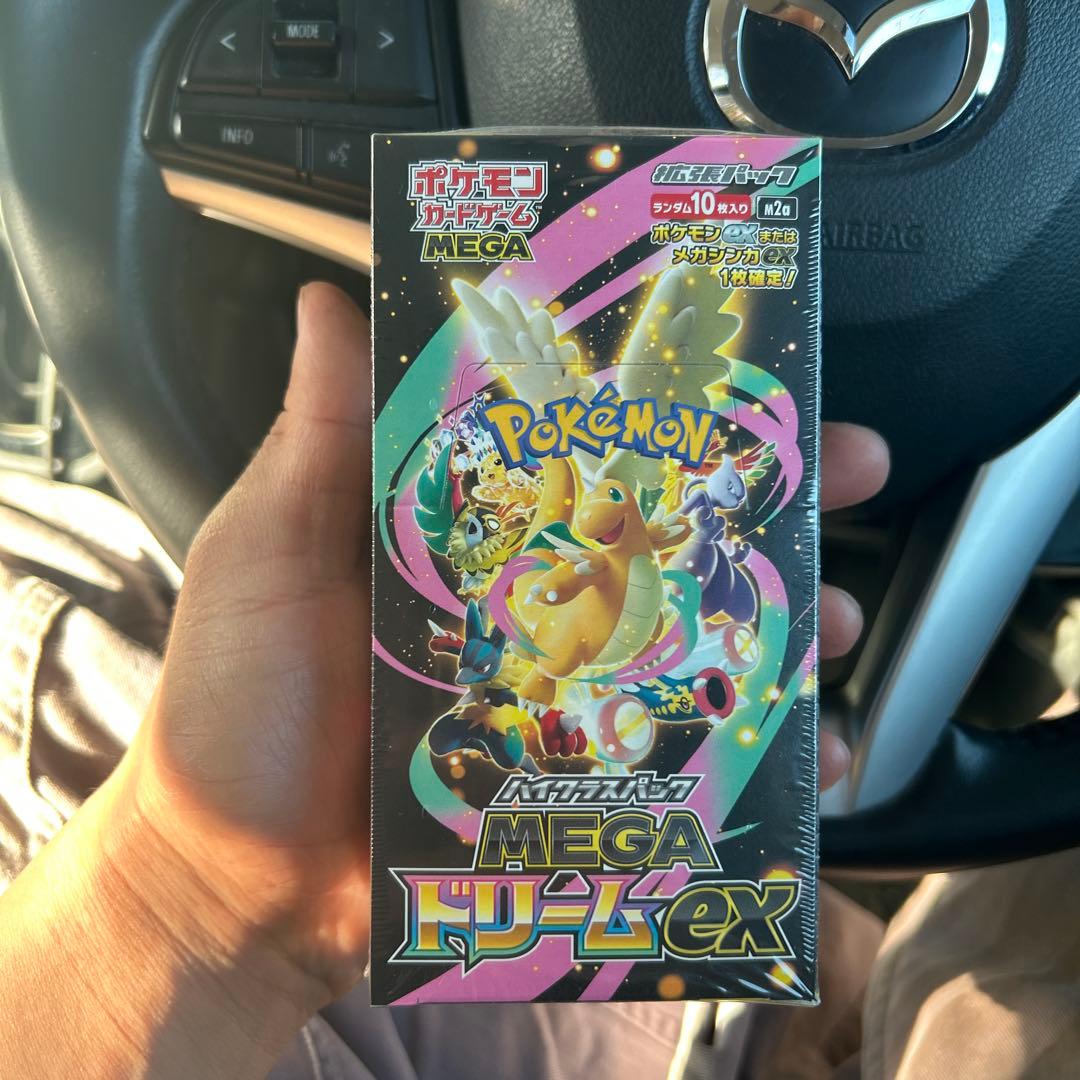 MODE
INFO
AIRBAG
ポケモン
カードゲーム™
MEGA
拡張パック
ランダム10枚入り
M2a
ポケモンexまたは
メガシンカex
1枚確定!
POKéMON™
ハイクラスパック
MEGA
ドリームex